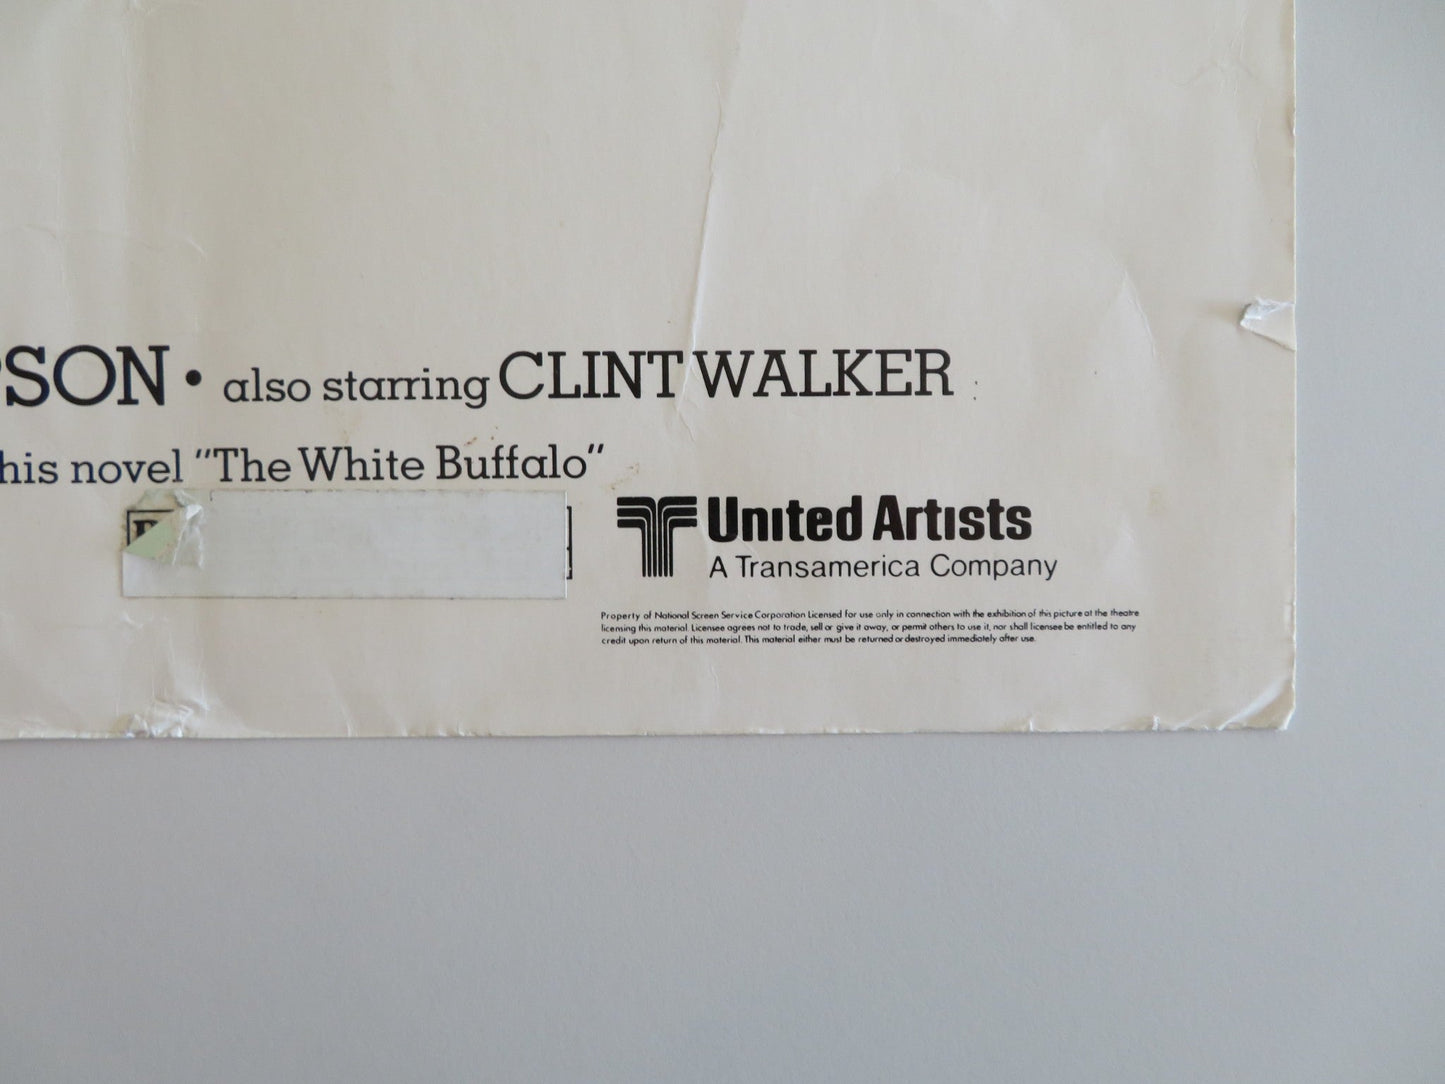 SON • also starring CLINT WALKER
his novel "The White Buffalo"
United Artists
A Transamerica Company
Property of National Screen Service Corporation Licensed for use only in connection with the exhibition of this picture at the theatre
licensing this material. Licensee agrees not to trade, sell or give it away, or permit others to use it, nor shall licensee be entitled to any
credit upon return of this material. This material either must be returned or destroyed immediately after use.